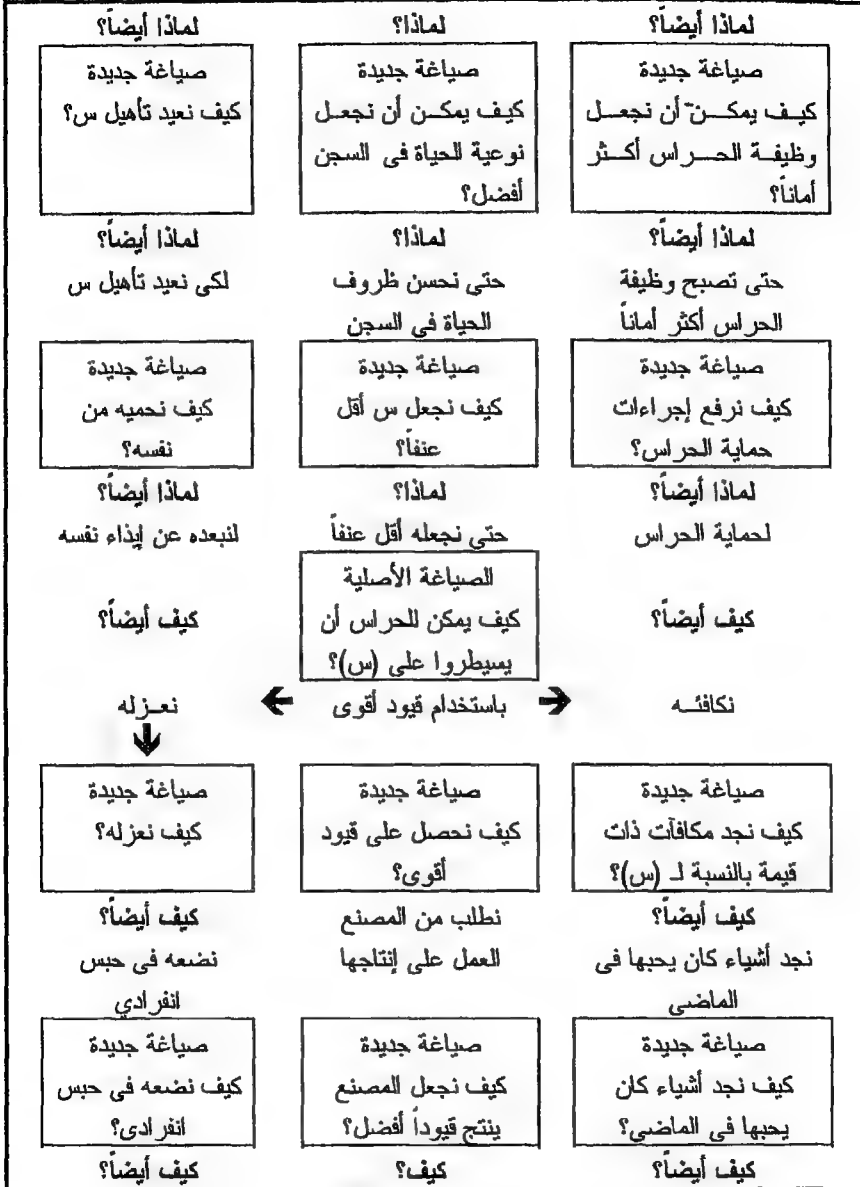 لماذا أيضاً؟ لماذا؟ لماذا أيضاً؟
صياغة جديدة صياغة جديدة صياغة جديدة
كيف يمكن أن نجعل كيف يمكن أن نجعل كيف نعيد تأهيل س؟
وظيفة الحراس أكثر نوعية الحياة فى السجن
أماناً؟ أفضل؟
لماذا أيضاً؟ لماذا؟ لماذا أيضاً؟
حتى تصبح وظيفة حتى نحسن ظروف لكى نعيد تأهيل س
الحراس أكثر أماناً الحياة فى السجن
صياغة جديدة صياغة جديدة صياغة جديدة
كيف نرفع إجراءات كيف نجعل س أقل كيف نحميه من
حماية الحراس؟ عنفاً؟ نفسه؟
لماذا أيضاً؟ لماذا؟ لماذا أيضاً؟
لحماية الحراس حتى نجعله أقل عنفاً لنبعده عن إيذاء نفسه
الصياغة الأصلية
كيف أيضاً؟ كيف يمكن للحراس أن كيف أيضاً؟
يسيطروا على (س)؟
نكافئـه باستخدام قيود أقوى نعـزله
صياغة جديدة صياغة جديدة صياغة جديدة
كيف نجد مكافآت ذات كيف نحصل على قيود كيف نعزله؟
قيمة بالنسبة لـ (س)؟ أقوى؟
كيف أيضاً؟ نطلب من المصنع كيف أيضاً؟
نجد أشياء كان يحبها فى العمل على إنتاجها نضعه فى حبس
الماضى انفرادي
صياغة جديدة صياغة جديدة صياغة جديدة
كيف نجد أشياء كان كيف نجعل المصنع كيف نضعه فى حبس
يحبها فى الماضى؟ ينتج قيوداً أفضل؟ انفرادى؟
كيف أيضاً؟ كيف؟ كيف أيضاً؟